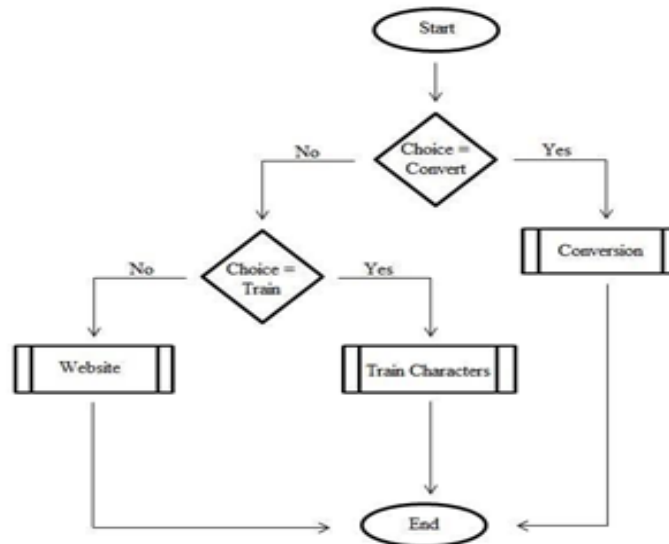 Start
Choice =
Convert
No
Yes
Conversion
Choice =
Train
No
Yes
Website
Train Characters
End